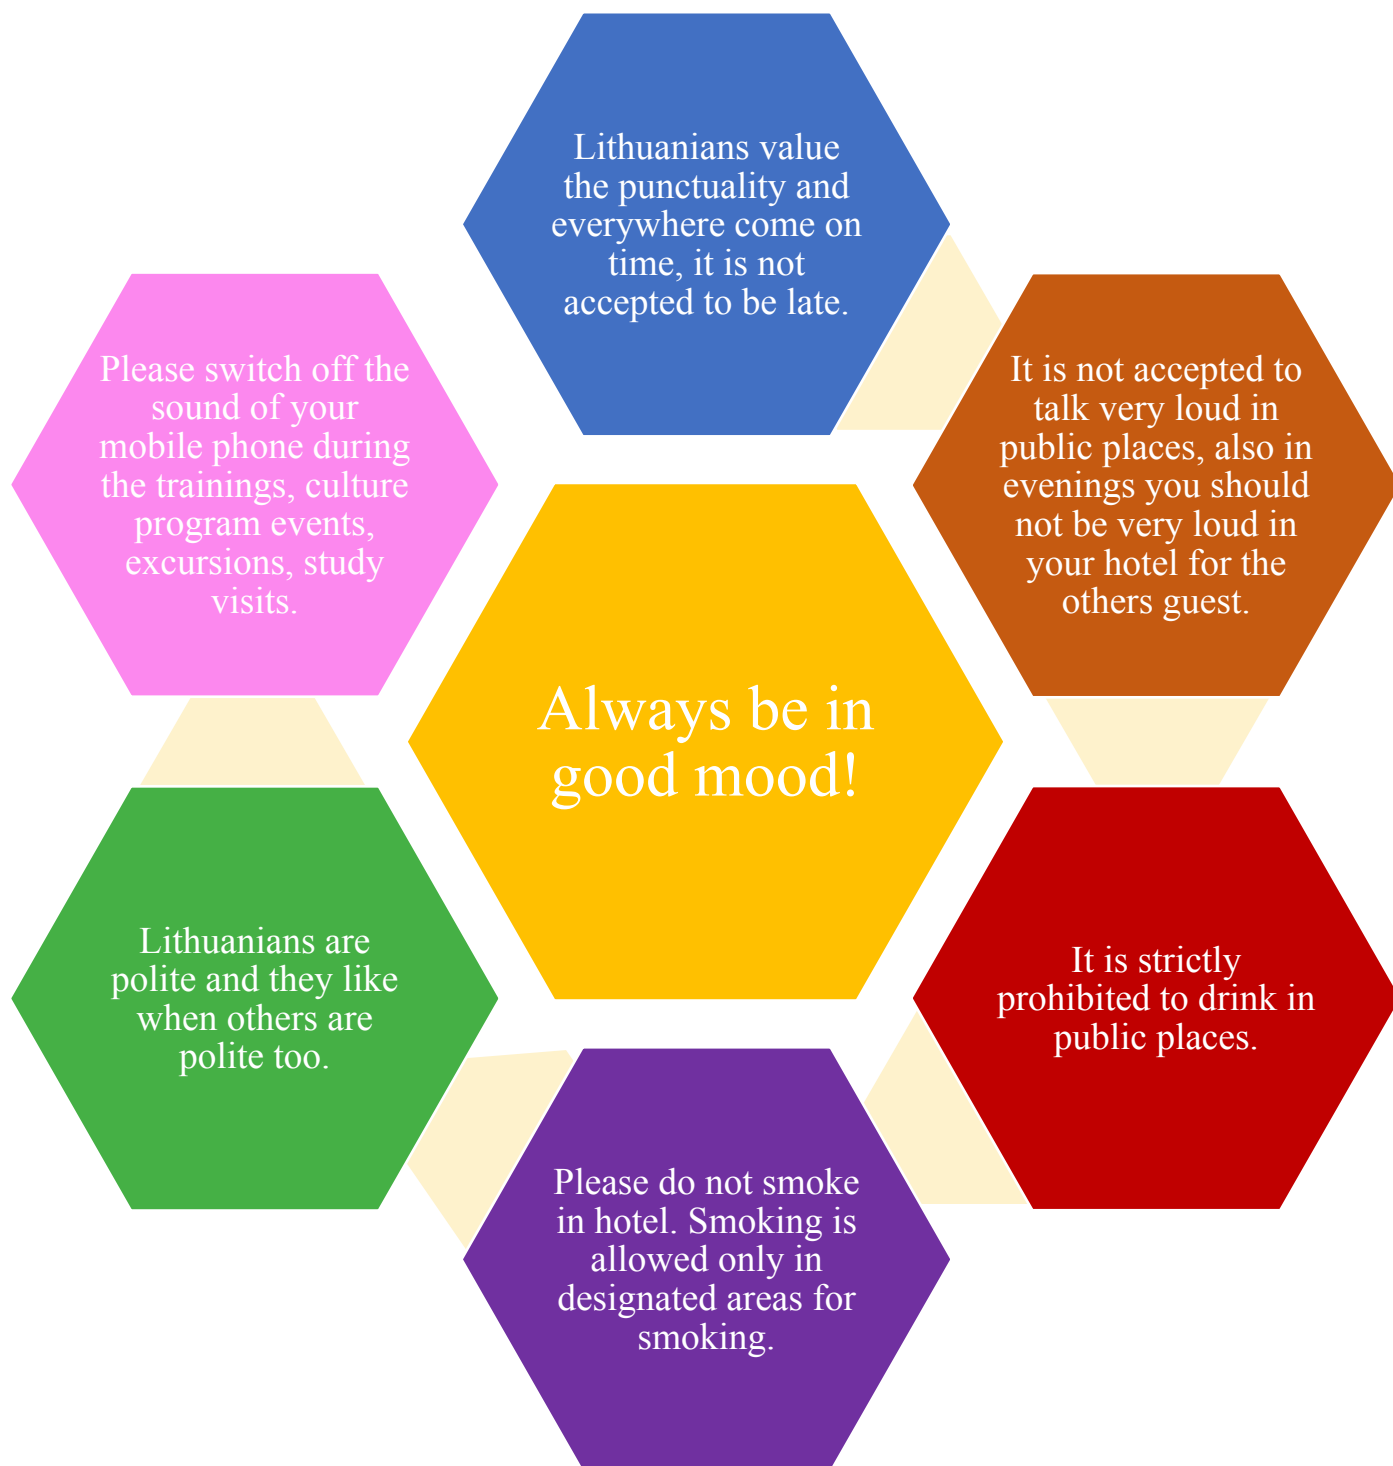 Lithuanians value
the punctuality and
everywhere come on
time, it is not
accepted to be late.
It is not accepted to
talk very loud in
public places, also in
evenings you should
not be very loud in
your hotel for the
others guest.
It is strictly
prohibited to drink in
public places.
Please do not smoke
in hotel. Smoking is
allowed only in
designated areas for
smoking.
Lithuanians are
polite and they like
when others are
polite too.
Please switch off the
sound of your
mobile phone during
the trainings, culture
program events,
excursions, study
visits.
Always be in
good mood!